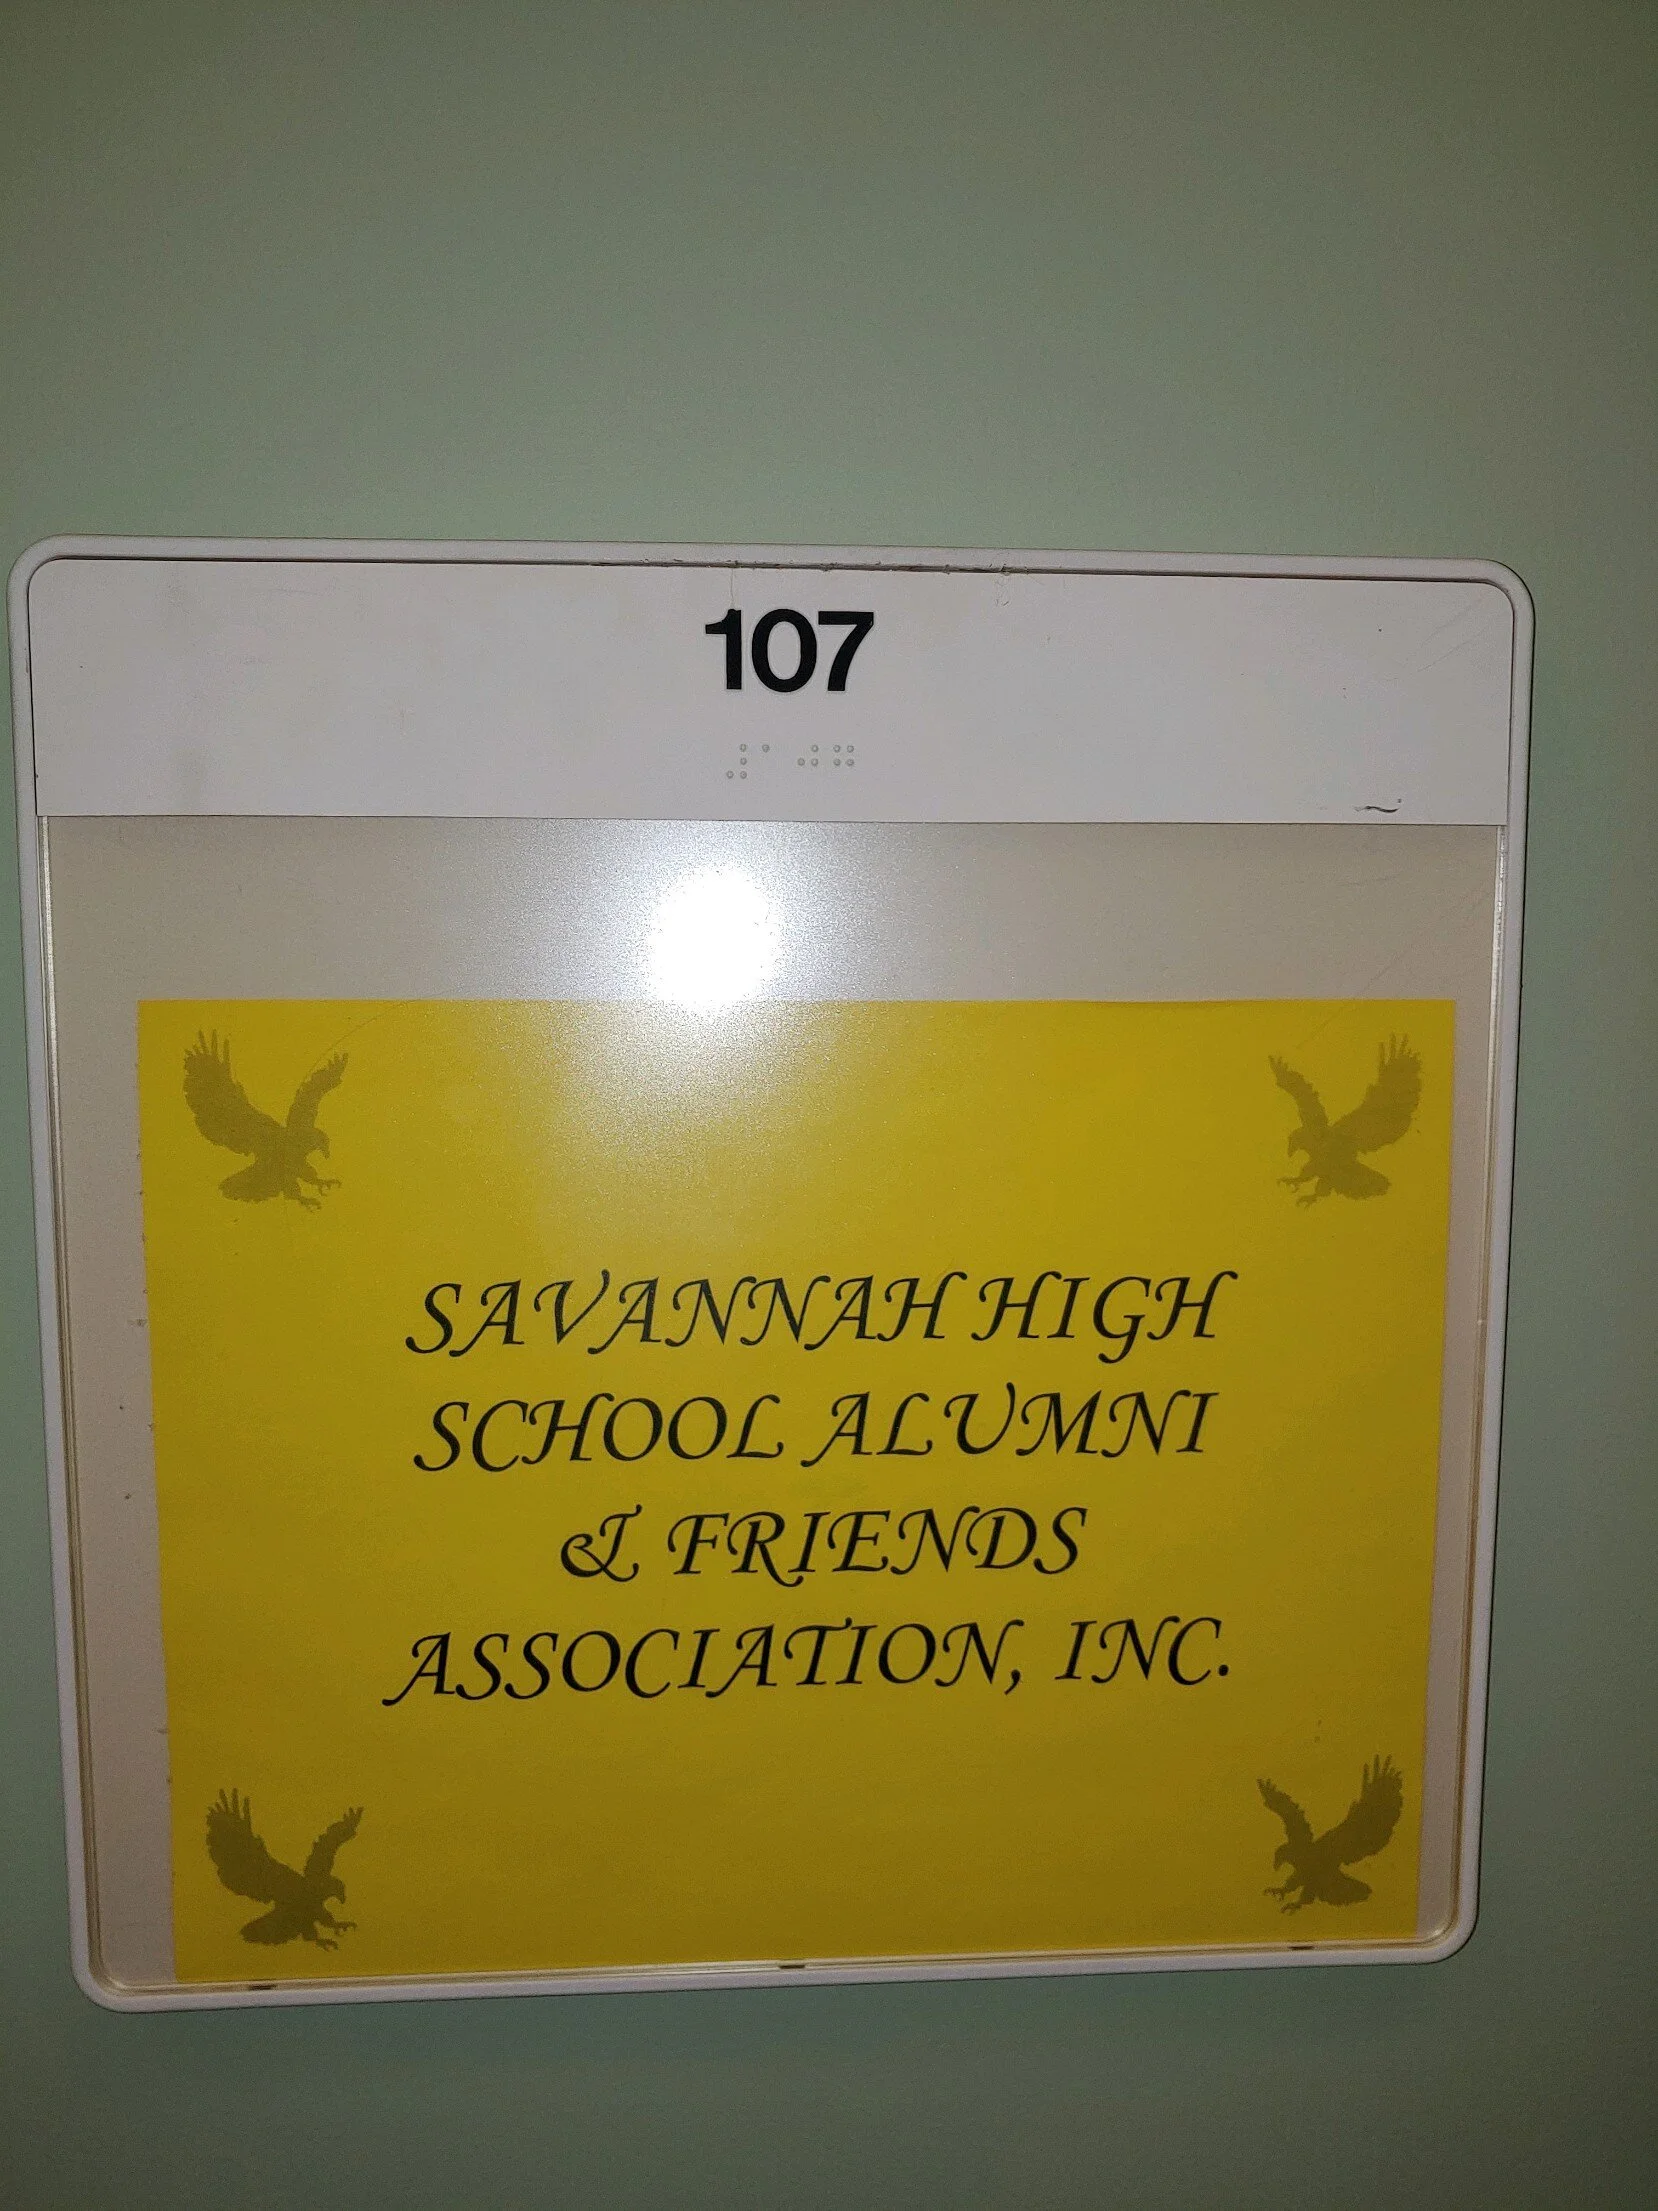 107
⠼⠁⠚⠛
SAVANNAH HIGH
SCHOOL ALUMNI
& FRIENDS
ASSOCIATION, INC.